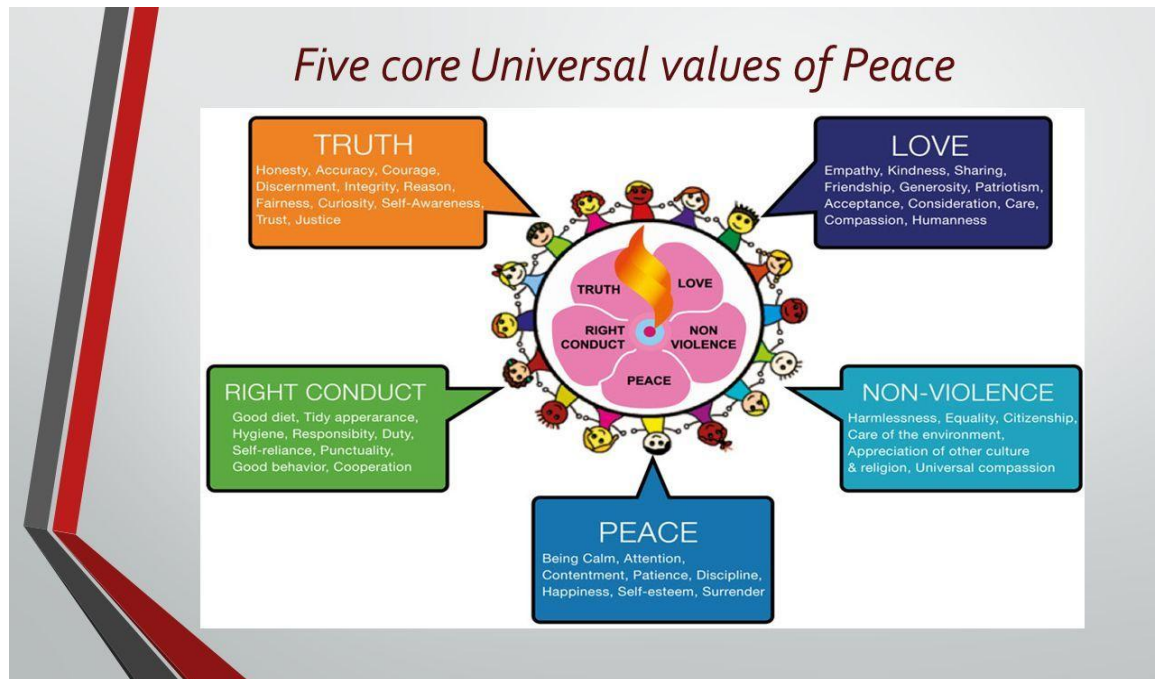 Five core Universal values of Peace
TRUTH
Honesty, Accuracy, Courage,
Discernment, Integrity, Reason,
Fairness, Curiosity, Self-Awareness,
Trust, Justice
LOVE
Empathy, Kindness, Sharing,
Friendship, Generosity, Patriotism,
Acceptance, Consideration, Care,
Compassion, Humanness
TRUTH
LOVE
RIGHT
CONDUCT
NON
VIOLENCE
PEACE
RIGHT CONDUCT
Good diet, Tidy apperarance,
Hygiene, Responsibity, Duty,
Self-reliance, Punctuality,
Good behavior, Cooperation
NON-VIOLENCE
Harmlessness, Equality, Citizenship,
Care of the environment,
Appreciation of other culture
& religion, Universal compassion
PEACE
Being Calm, Attention,
Contentment, Patience, Discipline,
Happiness, Self-esteem, Surrender